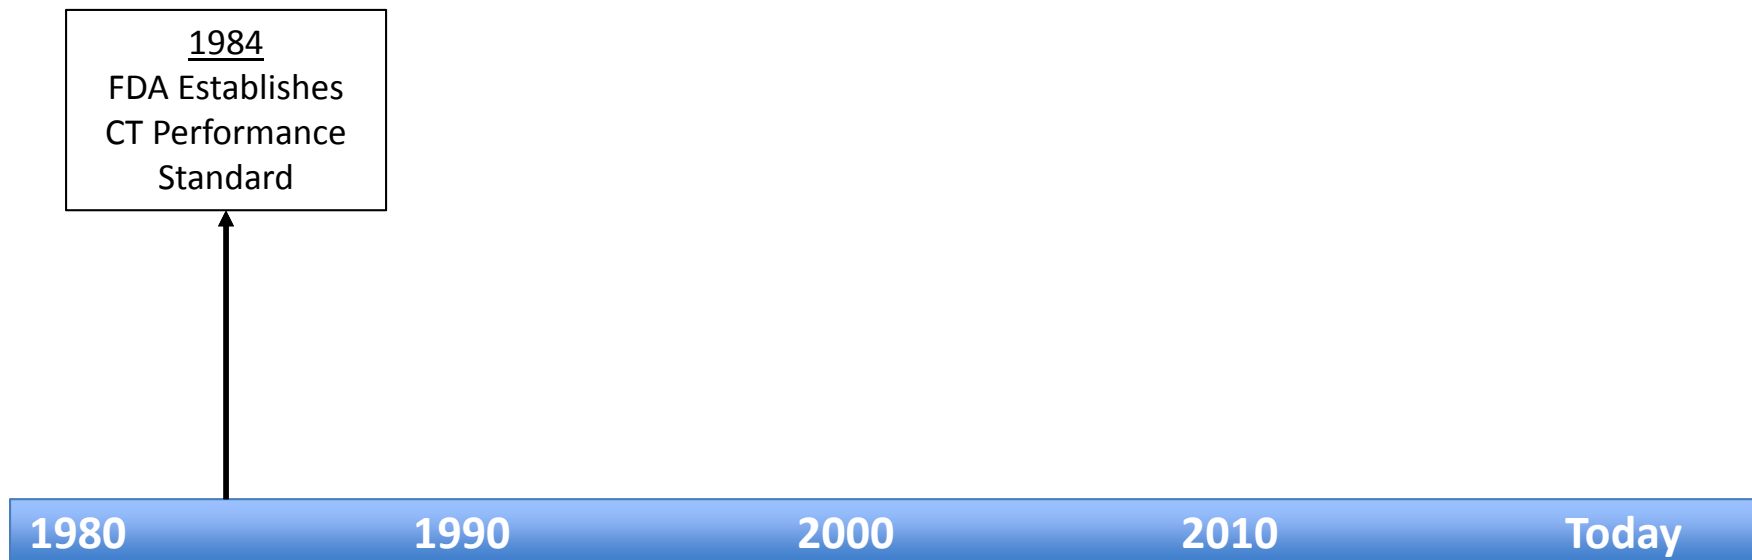 1984
FDA Establishes
CT Performance
Standard
1980 1990 2000 2010 Today